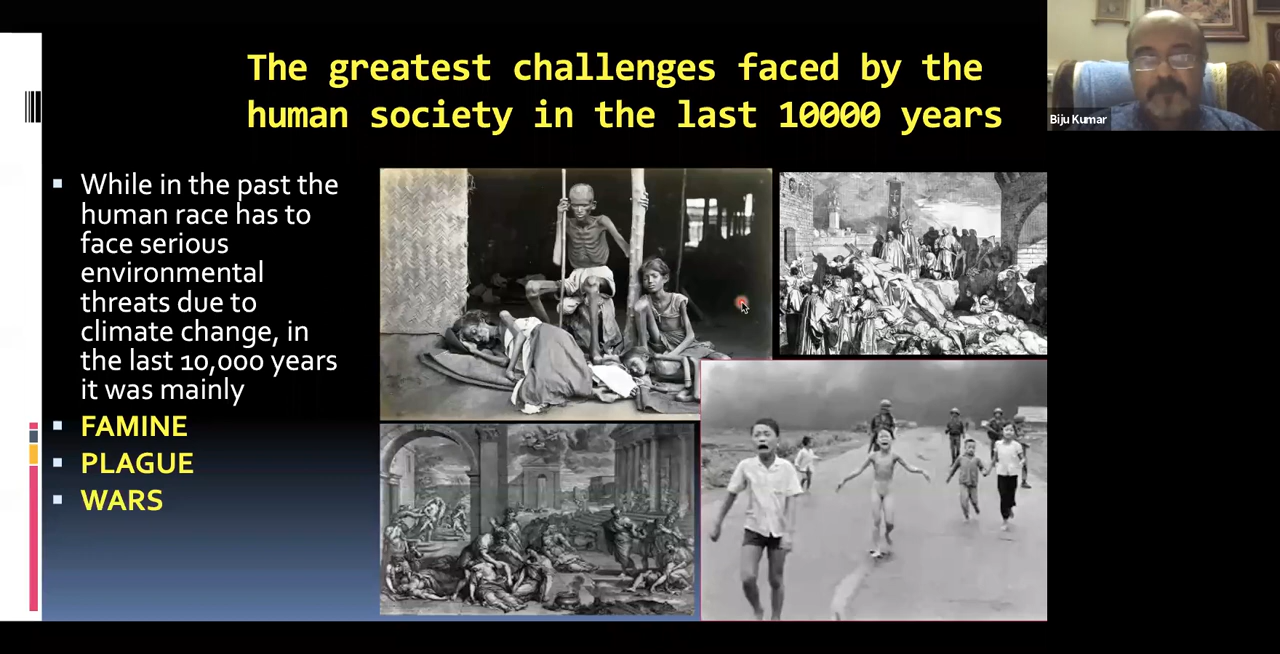 The greatest challenges faced by the
human society in the last 10000 years
While in the past the
human race has to
face serious
environmental
threats due to
climate change, in
the last 10,000 years
it was mainly
FAMINE
PLAGUE
WARS
Biju Kumar